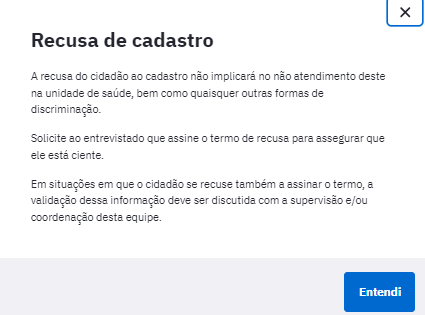 Recusa de cadastro
A recusa do cidadão ao cadastro não implicará no não atendimento deste
na unidade de saúde, bem como quaisquer outras formas de
discriminação.
Solicite ao entrevistado que assine o termo de recusa para assegurar que
ele está ciente.
Em situações em que o cidadão se recuse também a assinar o termo, a
validação dessa informação deve ser discutida com a supervisão e/ou
coordenação desta equipe.
Entendi